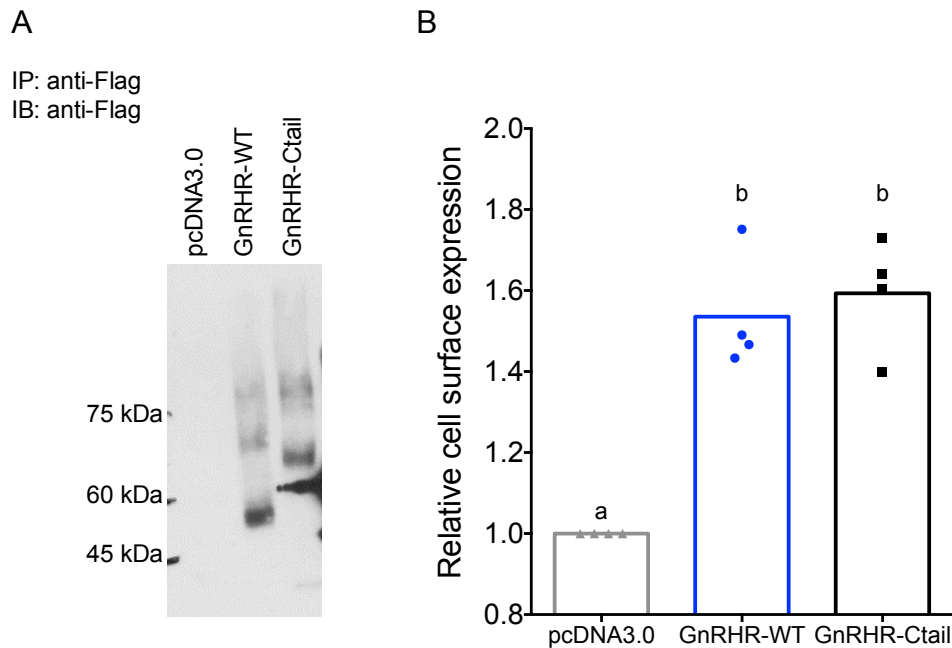 A
B
IP: anti-Flag
IB: anti-Flag
pcDNA3.0
GnRHR-WT
GnRHR-Ctail
75 kDa
60 kDa
45 kDa
Relative cell surface expression
2.0
1.8
1.6
1.4
1.2
1.0
0.8
a
b
b
pcDNA3.0
GnRHR-WT
GnRHR-Ctail